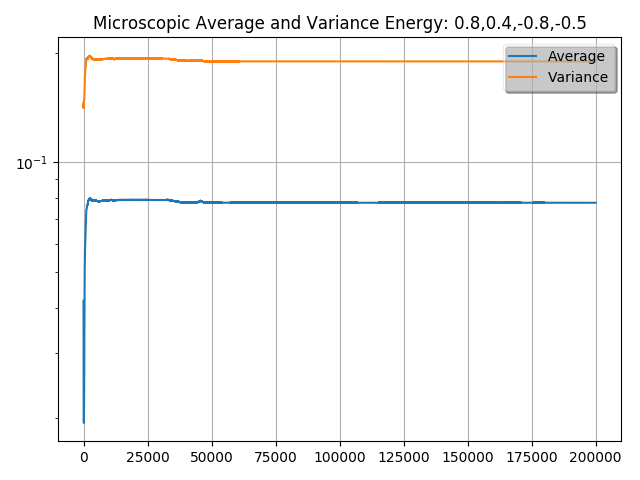 Microscopic Average and Variance Energy: 0.8,0.4,-0.8,-0.5
Average
Variance
10⁻¹
0 25000 50000 75000 100000 125000 150000 175000 200000